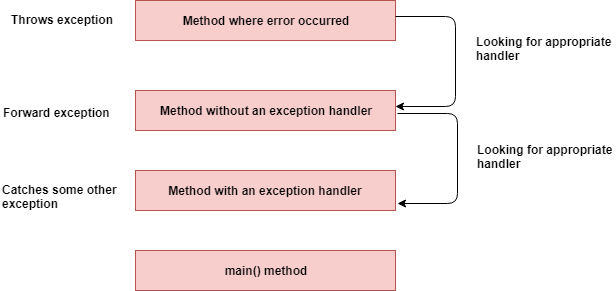 Throws exception
Method where error occurred
Looking for appropriate
handler
Forward exception
Method without an exception handler
Looking for appropriate
handler
Catches some other
exception
Method with an exception handler
main() method